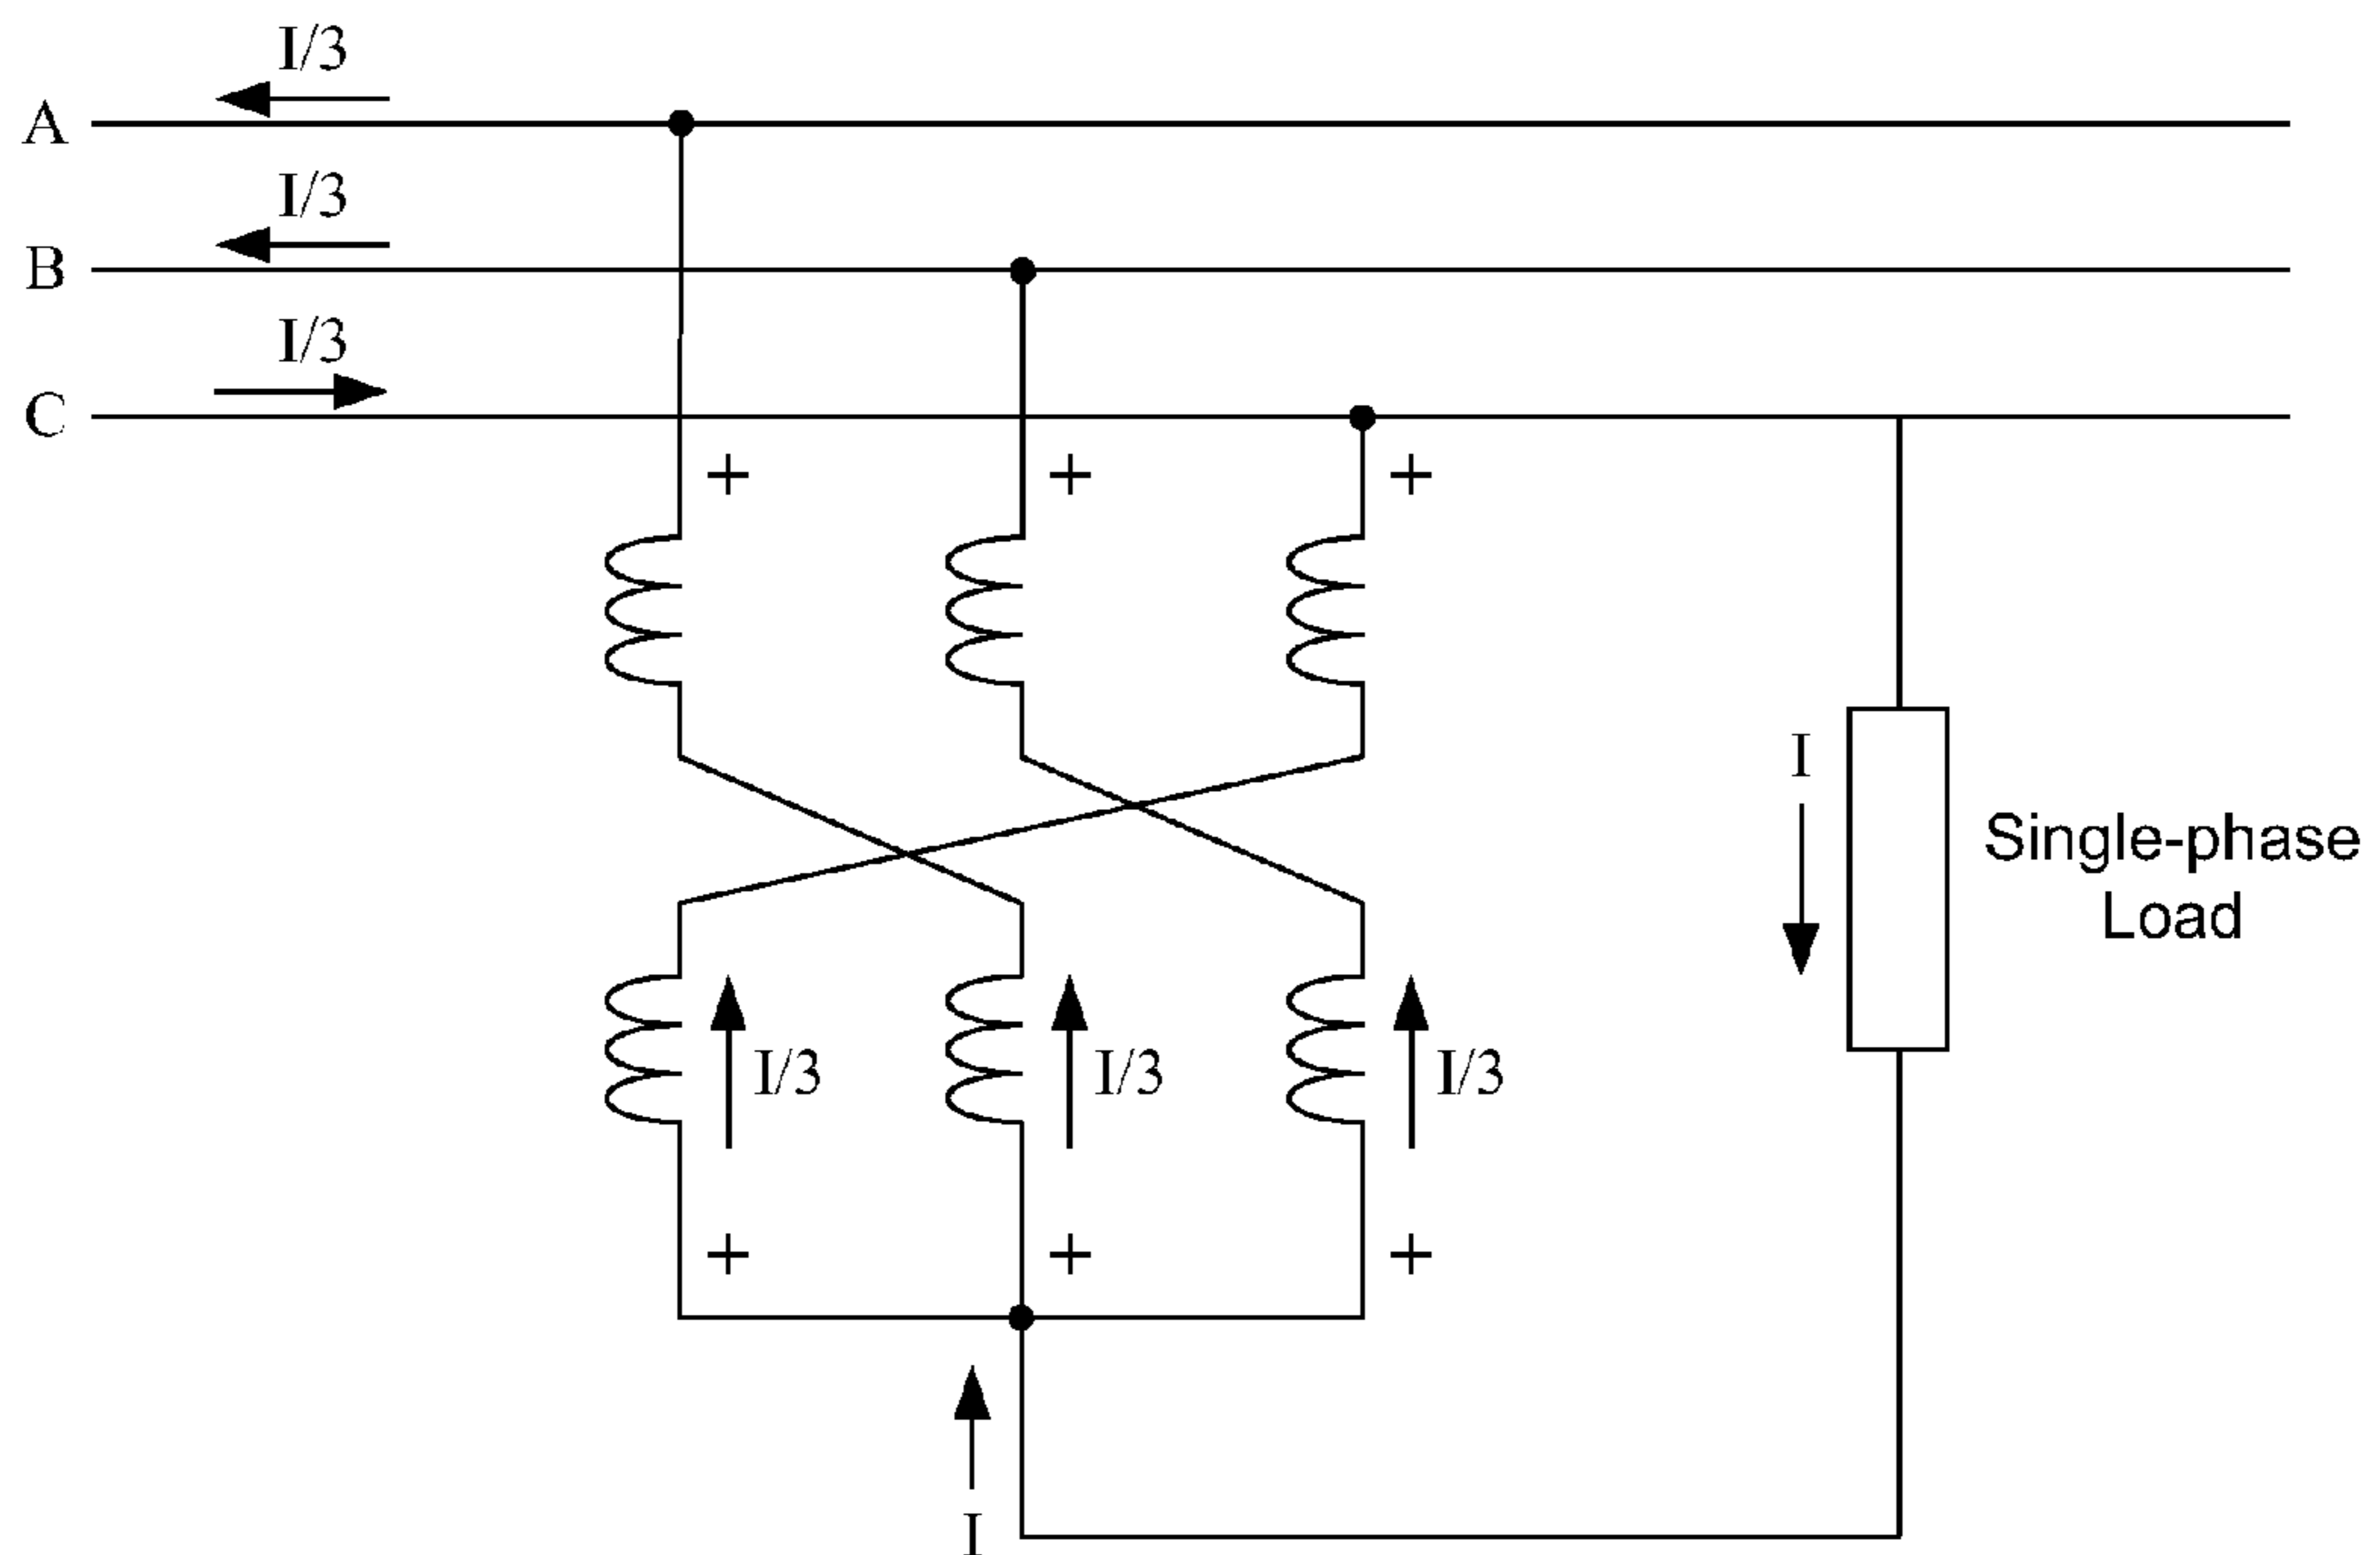 I/3
A
I/3
B
I/3
C
+ + +
I
Single-phase
Load
I/3 I/3 I/3
+ + +
I